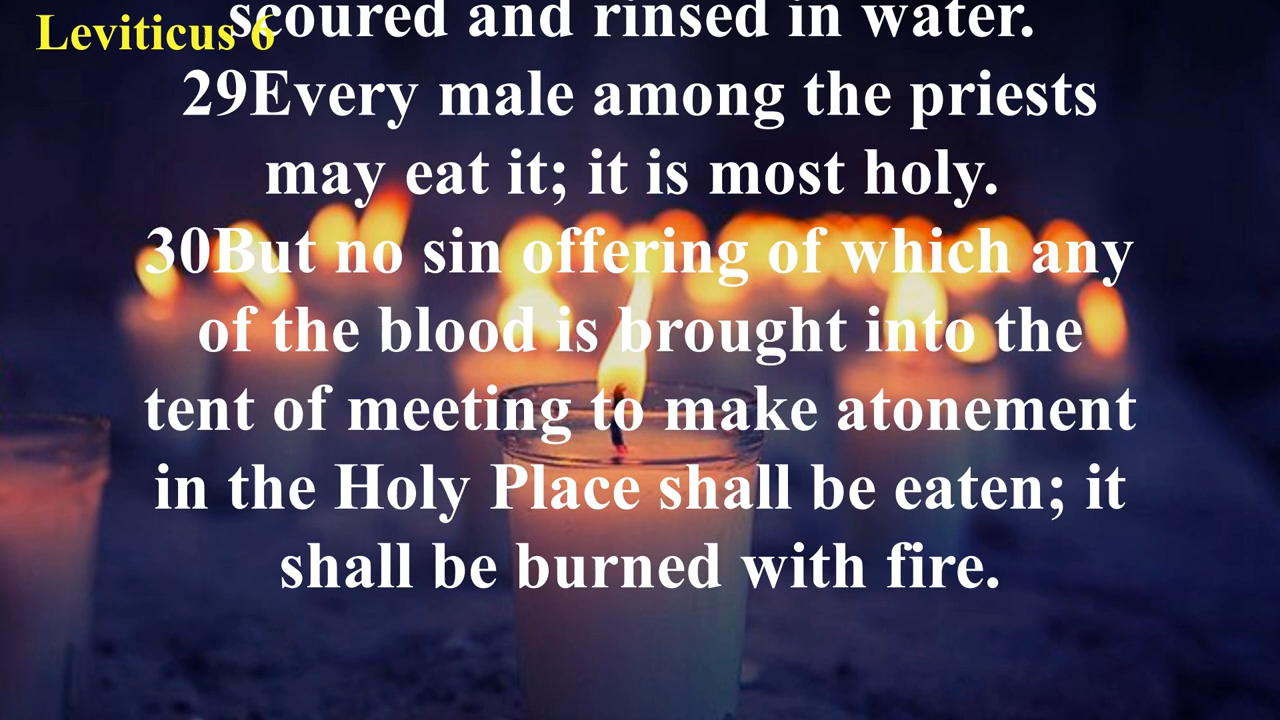 Leviticus 6
scoured and rinsed in water.
29Every male among the priests
may eat it; it is most holy.
30But no sin offering of which any
of the blood is brought into the
tent of meeting to make atonement
in the Holy Place shall be eaten; it
shall be burned with fire.